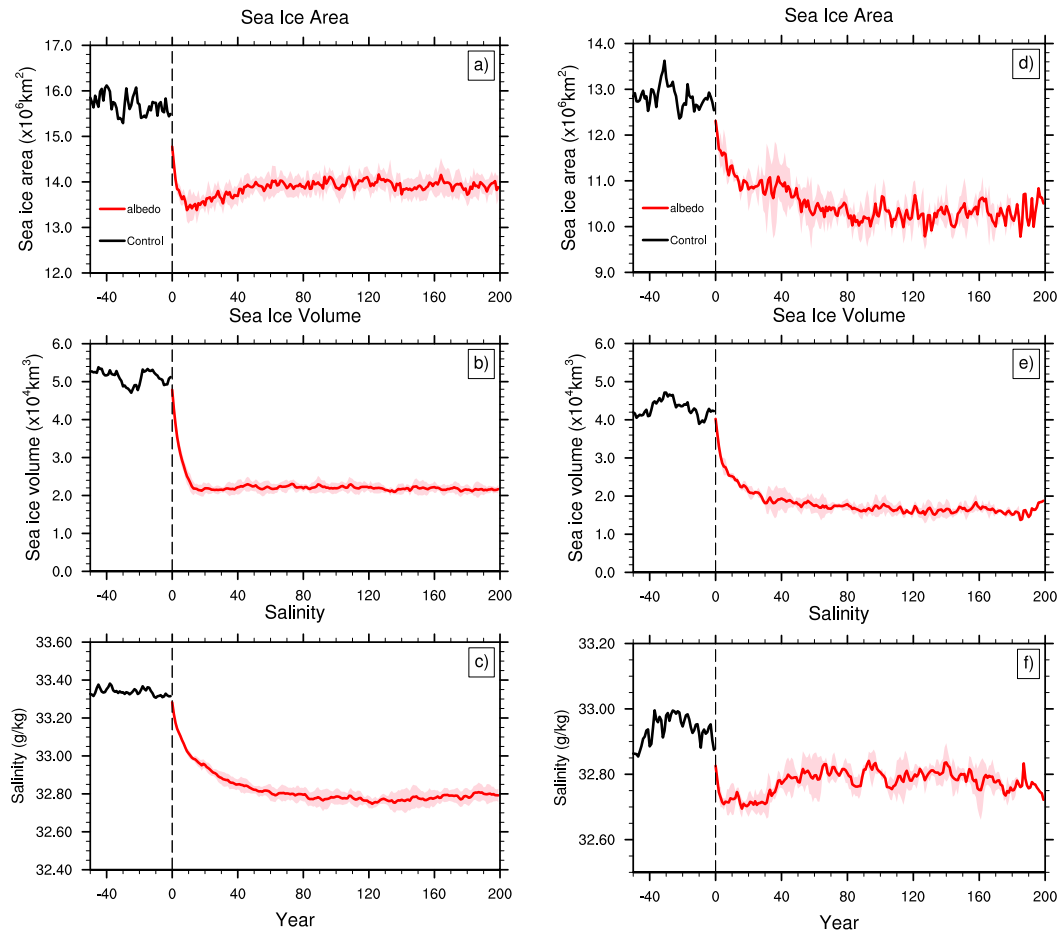 Sea Ice Area
17.0
16.0
15.0
14.0
13.0
12.0
Sea ice area (x10⁶km²)
a)
albedo
Control
-40 0 40 80 120 160 200
Sea Ice Volume
6.0
5.0
4.0
3.0
2.0
1.0
0.0
Sea ice volume (x10⁴km³)
b)
-40 0 40 80 120 160 200
Salinity
33.60
33.40
33.20
33.00
32.80
32.60
32.40
Salinity (g/kg)
c)
-40 0 40 80 120 160 200
Year
Sea Ice Area
14.0
13.0
12.0
11.0
10.0
9.0
Sea ice area (x10⁶km²)
d)
albedo
Control
-40 0 40 80 120 160 200
Sea Ice Volume
6.0
5.0
4.0
3.0
2.0
1.0
0.0
Sea ice volume (x10⁴km³)
e)
-40 0 40 80 120 160 200
Salinity
33.20
33.00
32.80
32.60
Salinity (g/kg)
f)
-40 0 40 80 120 160 200
Year